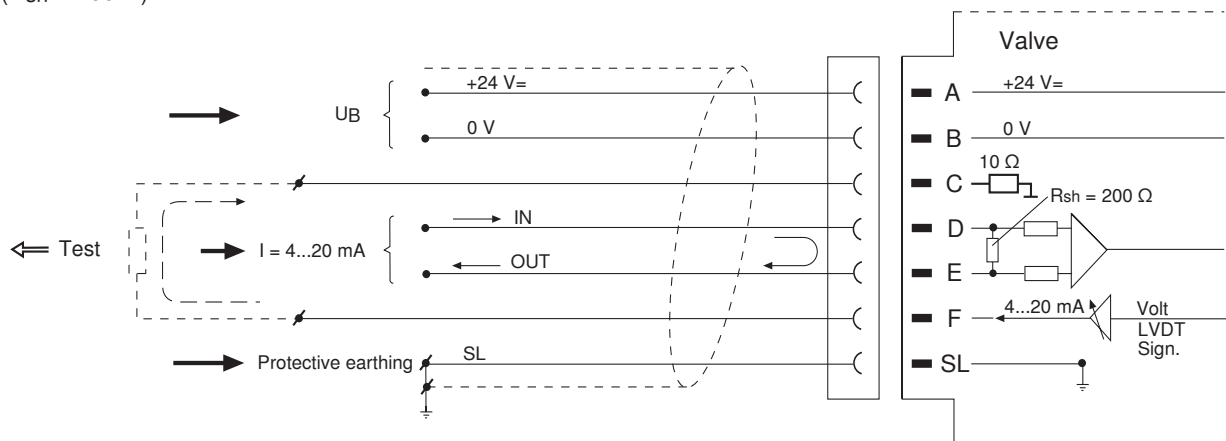 Valve
+24 V=
A
+24 V=
UB
0 V
B
0 V
C
10 Ω
Rsh = 200 Ω
IN
D
Test
I = 4...20 mA
OUT
E
F
4...20 mA
Volt
LVDT
Sign.
Protective earthing
SL
SL